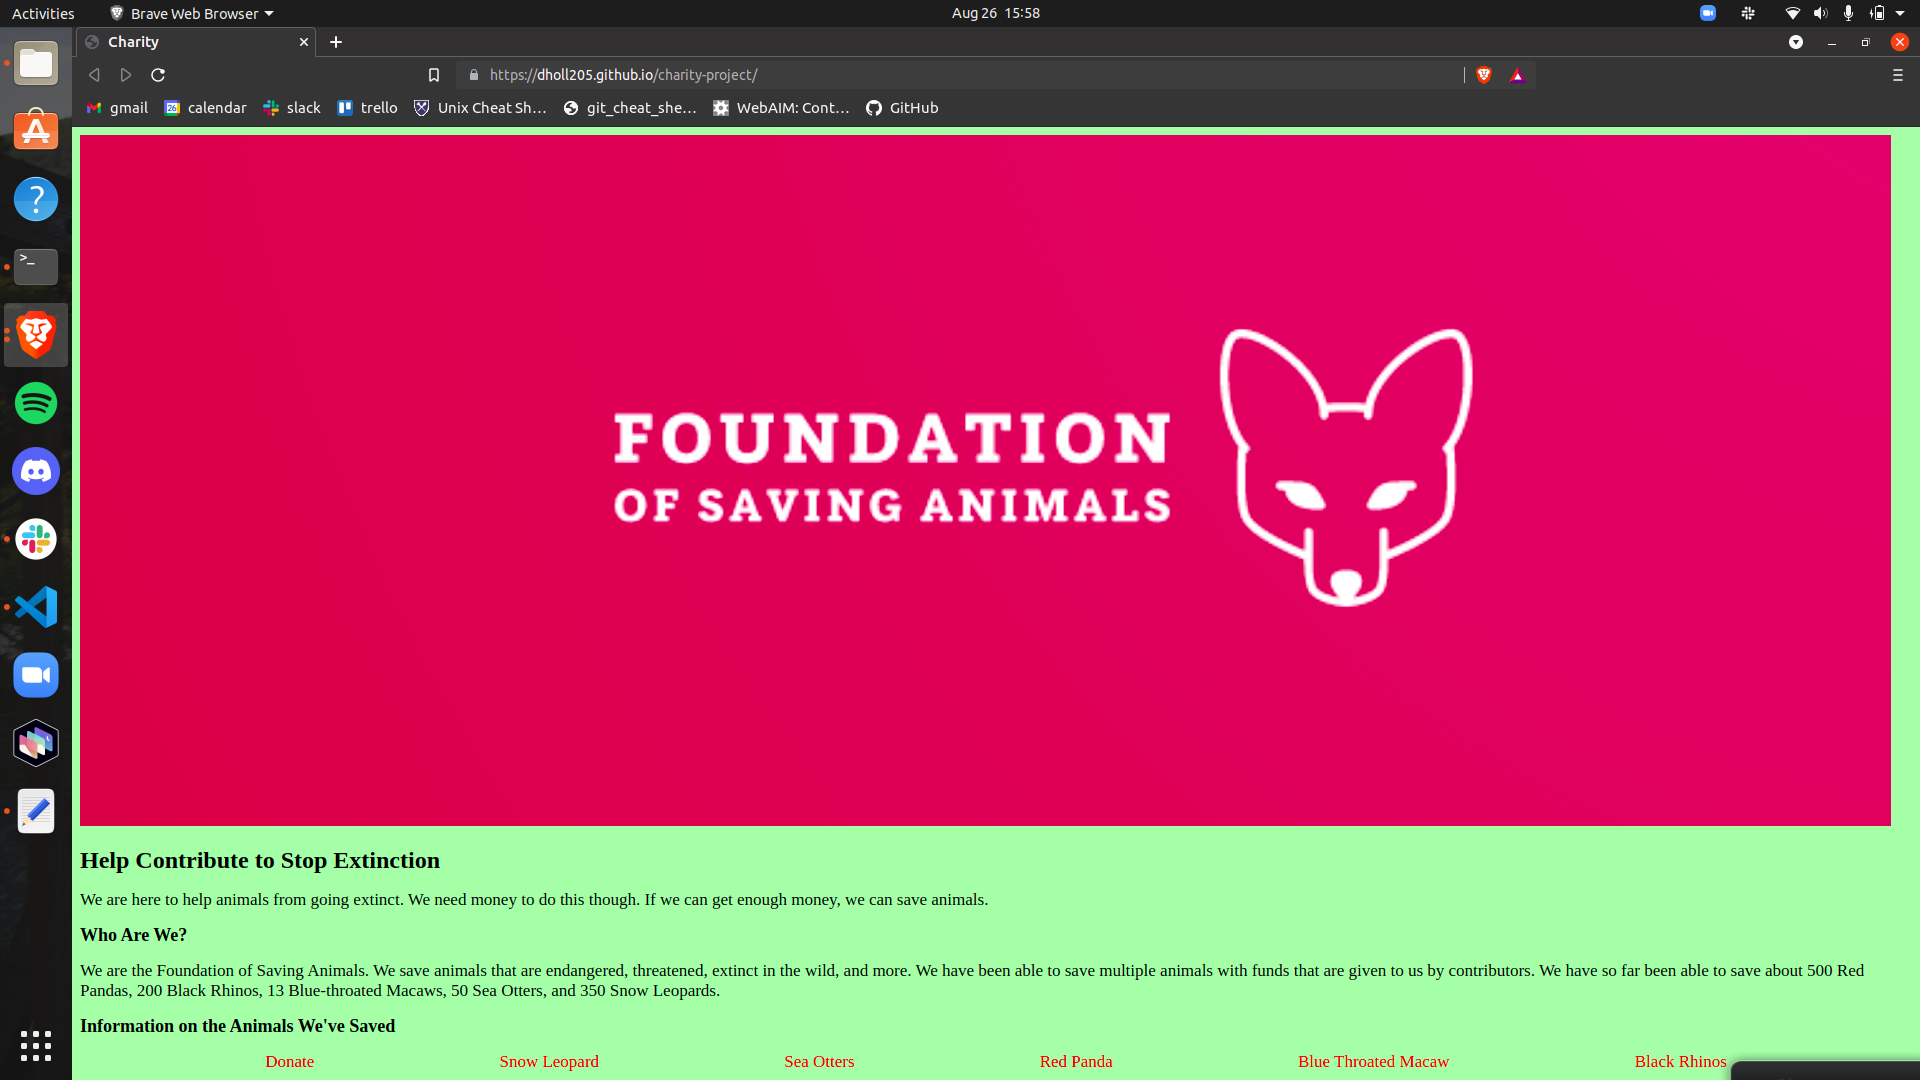 Activities
Brave Web Browser
Aug 26 15:58
Charity
https://dholl205.github.io/charity-project/
gmail
calendar
slack
trello
Unix Cheat Sh…
git_cheat_she…
WebAIM: Cont…
GitHub
FOUNDATION
OF SAVING ANIMALS
Help Contribute to Stop Extinction
We are here to help animals from going extinct. We need money to do this though. If we can get enough money, we can save animals.
Who Are We?
We are the Foundation of Saving Animals. We save animals that are endangered, threatened, extinct in the wild, and more. We have been able to save multiple animals with funds that are given to us by contributors. We have so far been able to save about 500 Red
Pandas, 200 Black Rhinos, 13 Blue-throated Macaws, 50 Sea Otters, and 350 Snow Leopards.
Information on the Animals We've Saved
Donate
Snow Leopard
Sea Otters
Red Panda
Blue Throated Macaw
Black Rhinos